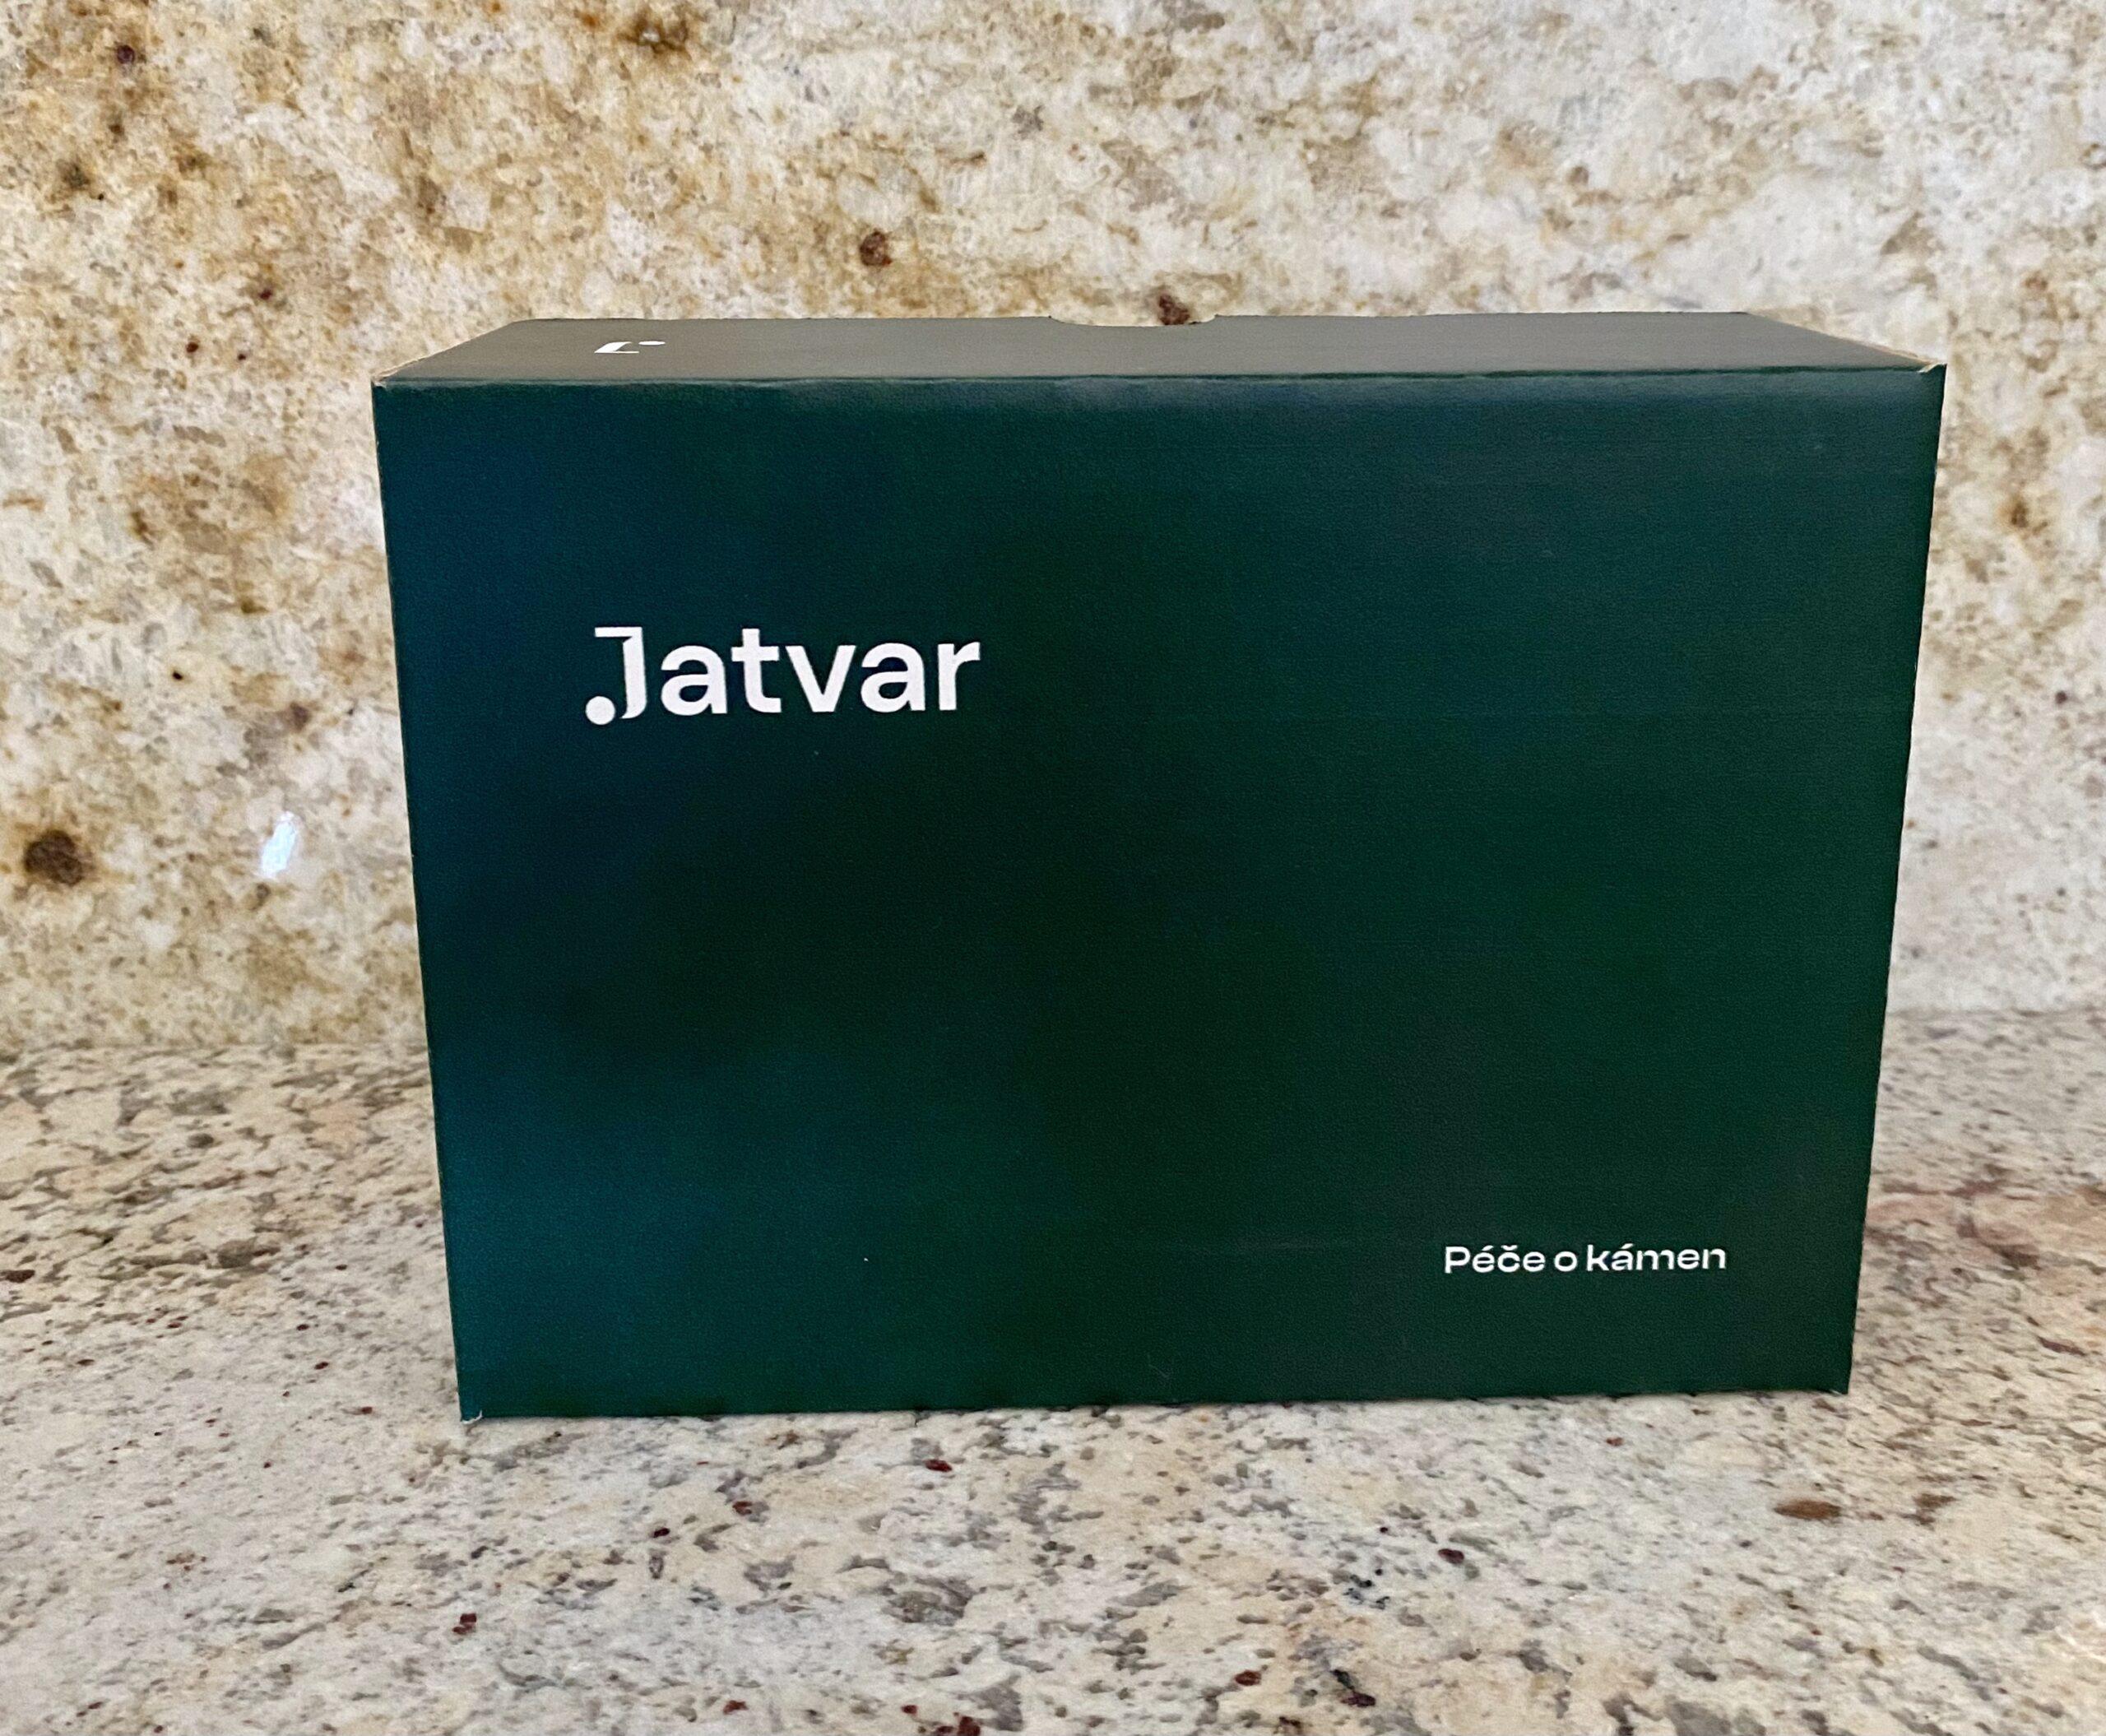 Jatvar
Péče o kámen